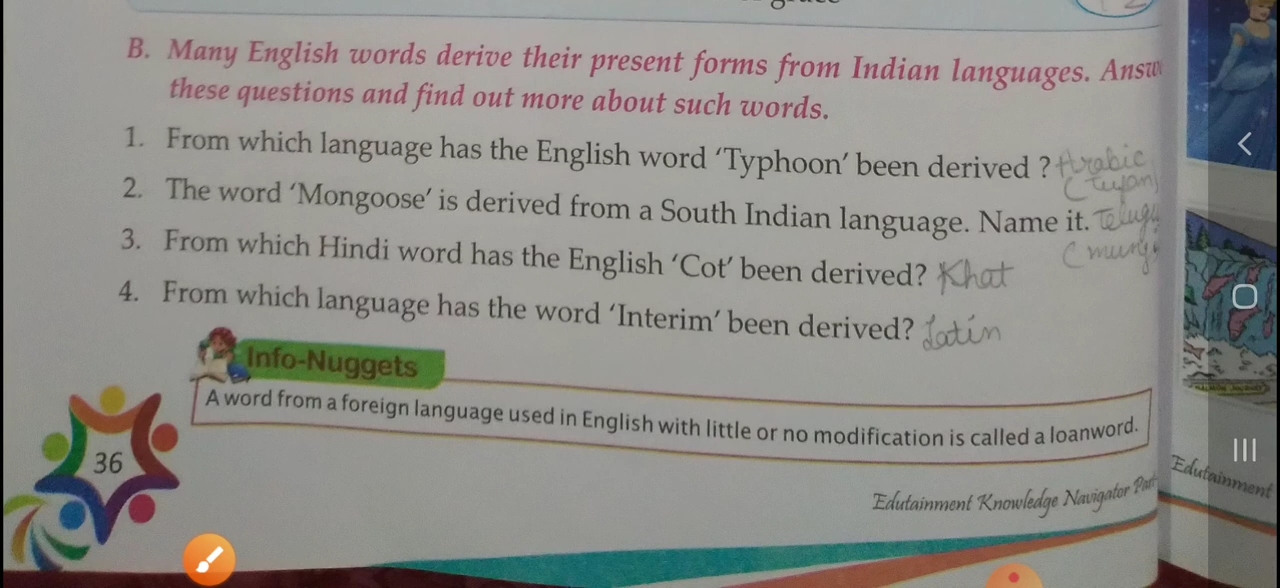 B. Many English words derive their present forms from Indian languages.
these questions and find out more about such words.
1. From which language has the English word 'Typhoon' been derived ? Arabic
(Tufan)
2. The word 'Mongoose' is derived from a South Indian language. Name it. Telugu
3. From which Hindi word has the English 'Cot' been derived? Khat
4. From which language has the word 'Interim' been derived? Latin
Info-Nuggets
A word from a foreign language used in English with little or no modification is called a loanword.
36
Edutainment Knowledge Navigator
Edutainment